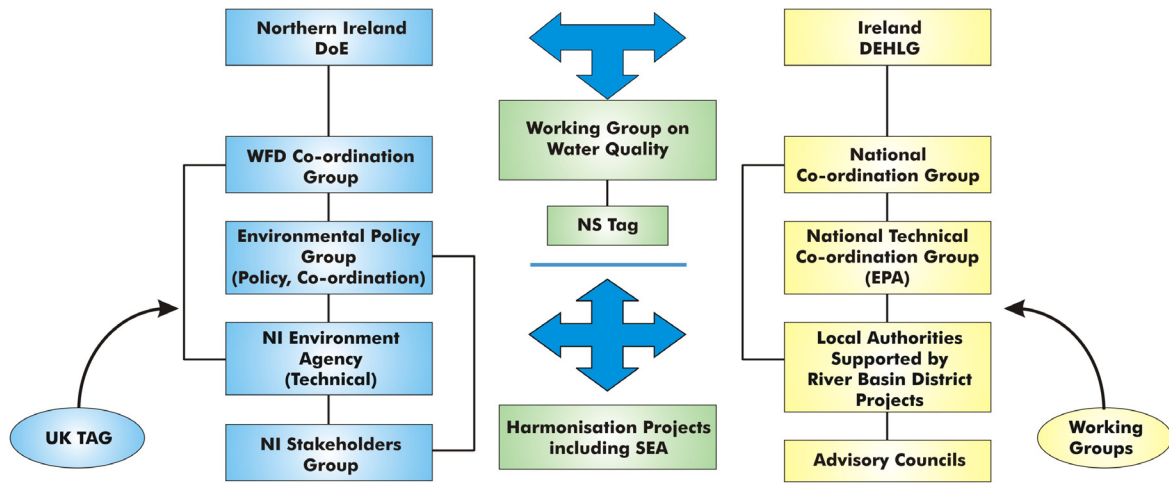 Northern Ireland
DoE
WFD Co-ordination
Group
Environmental Policy
Group
(Policy, Co-ordination)
NI Environment
Agency
(Technical)
NI Stakeholders
Group
UK TAG
Working Group on
Water Quality
NS Tag
Harmonisation Projects
including SEA
Ireland
DEHLG
National
Co-ordination Group
National Technical
Co-ordination Group
(EPA)
Local Authorities
Supported by
River Basin District
Projects
Advisory Councils
Working
Groups